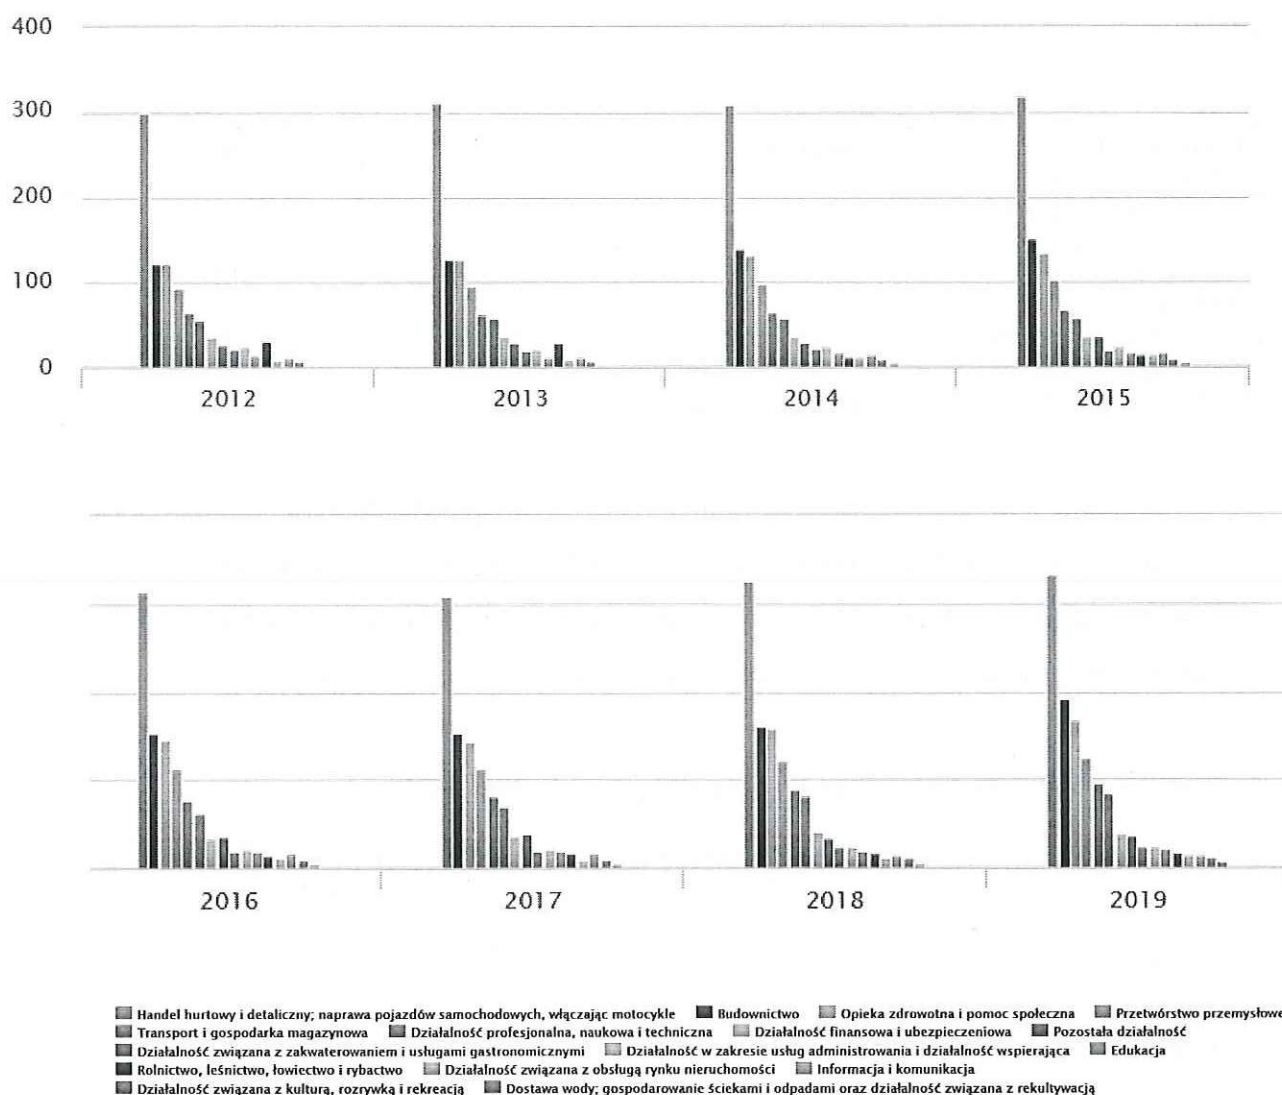 400
300
200
100
0
2012 2013 2014 2015
2016 2017 2018 2019
Handel hurtowy i detaliczny; naprawa pojazdów samochodowych, włączając motocykle Budownictwo Opieka zdrowotna i pomoc społeczna Przetwórstwo przemysłowe
Transport i gospodarka magazynowa Działalność profesjonalna, naukowa i techniczna Działalność finansowa i ubezpieczeniowa Pozostała działalność
Działalność związana z zakwaterowaniem i usługami gastronomicznymi Działalność w zakresie usług administrowania i działalność wspierająca Edukacja
Rolnictwo, leśnictwo, łowiectwo i rybactwo Działalność związana z obsługą rynku nieruchomości Informacja i komunikacja
Działalność związana z kulturą, rozrywką i rekreacją Dostawa wody; gospodarowanie ściekami i odpadami oraz działalność związana z rekultywacją